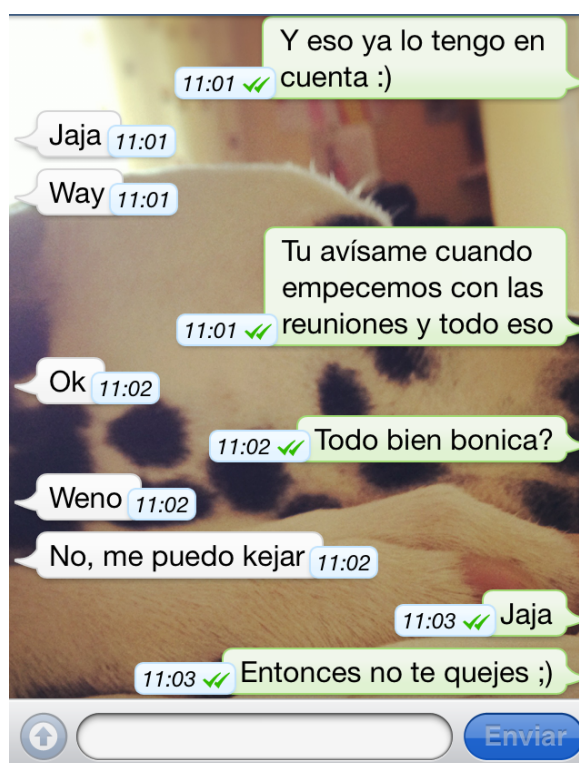 Y eso ya lo tengo en
cuenta :)
11:01
Jaja 11:01
Way 11:01
Tu avísame cuando
empecemos con las
reuniones y todo eso
11:01
Ok 11:02
Todo bien bonica?
11:02
Weno 11:02
No, me puedo kejar 11:02
Jaja
11:03
Entonces no te quejes ;)
11:03
Enviar